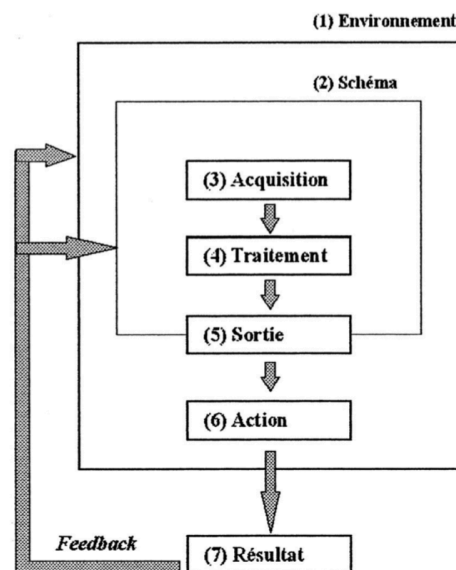 (1) Environnement
(2) Schéma
(3) Acquisition
(4) Traitement
(5) Sortie
(6) Action
Feedback
(7) Résultat